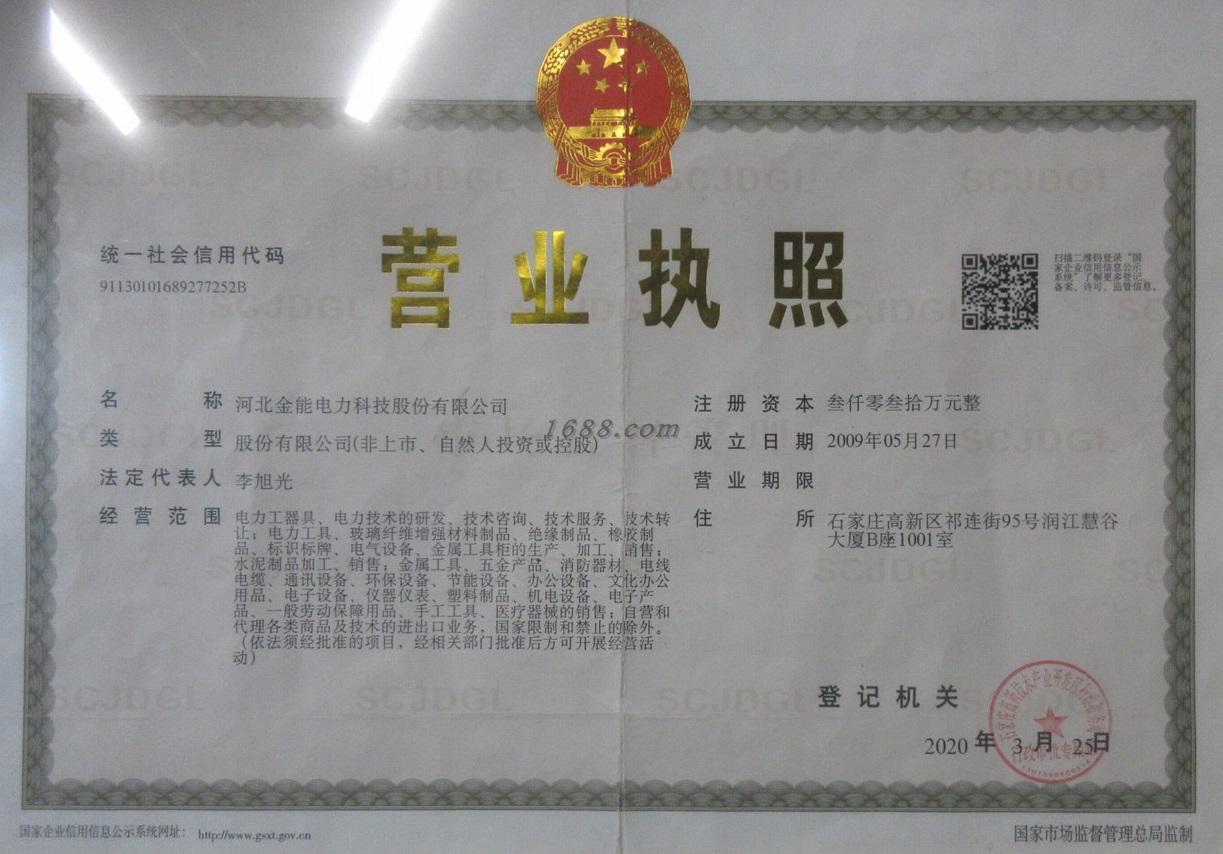 营业执照
统一社会信用代码
91130101689277252B
扫描二维码登录"国
家企业信用信息公示
系统"了解更多登记、
备案、许可、监管信息。
名称 河北金能电力科技股份有限公司
类型 股份有限公司(非上市、自然人投资或控股)
法定代表人 李旭光
经营范围 电力工器具、电力技术的研发、技术咨询、技术服务、技术转
让；电力工具、玻璃纤维增强材料制品、绝缘制品、橡胶制
品、标识标牌、电气设备、金属工具柜的生产、加工、销售；
水泥制品加工、销售；金属工具、五金产品、消防器材、电线
电缆、通讯设备、环保设备、节能设备、办公设备、文化办公
用品、电子设备、仪器仪表、塑料制品、机电设备、电子产
品、一般劳动保障用品、手工工具、医疗器械的销售；自营和
代理各类商品及技术的进出口业务，国家限制和禁止的除外。
（依法须经批准的项目，经相关部门批准后方可开展经营活
动）
注册资本 叁仟零叁拾万元整
成立日期 2009年05月27日
营业期限
住所 石家庄高新区祁连街95号润江慧谷
大厦B座1001室
1688.com
登记机关
2020年3月25日
国家企业信用信息公示系统网址： http://www.gsxt.gov.cn
国家市场监督管理总局监制